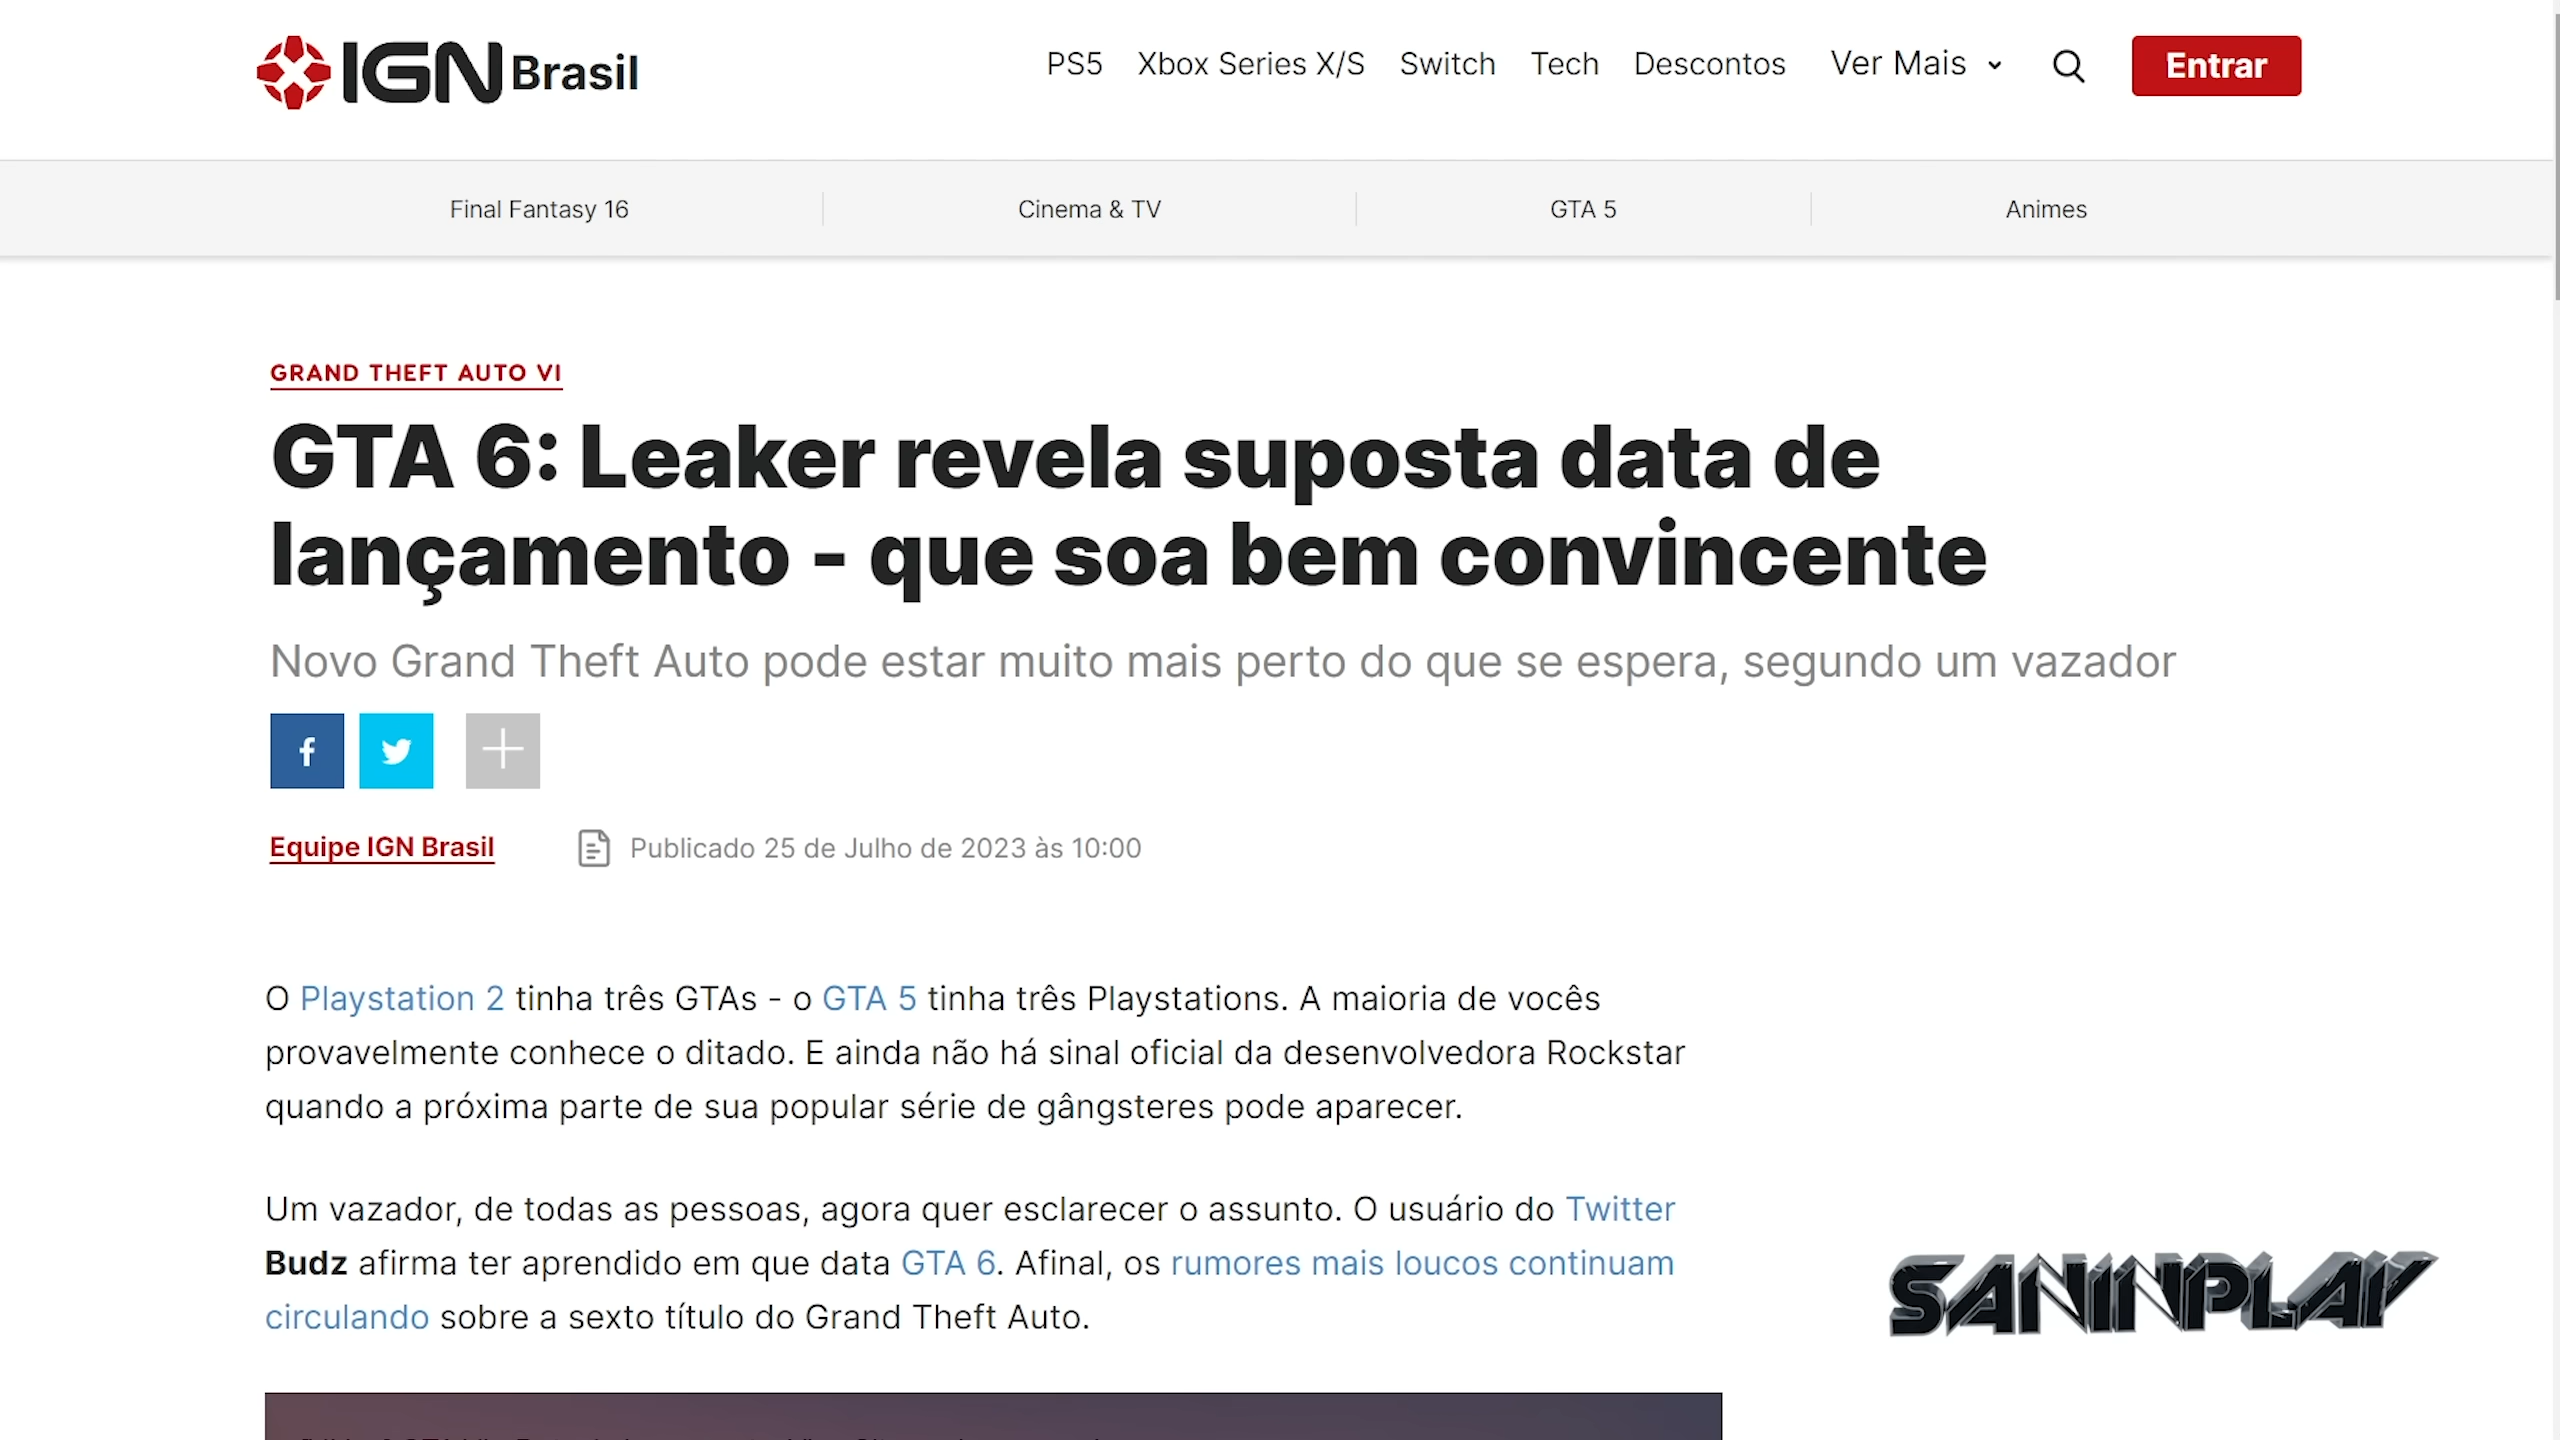 IGN Brasil
PS5 Xbox Series X/S Switch Tech Descontos Ver Mais Entrar
Final Fantasy 16 Cinema & TV GTA 5 Animes
GRAND THEFT AUTO VI
GTA 6: Leaker revela suposta data de
lançamento - que soa bem convincente
Novo Grand Theft Auto pode estar muito mais perto do que se espera, segundo um vazador
Equipe IGN Brasil Publicado 25 de Julho de 2023 às 10:00
O Playstation 2 tinha três GTAs - o GTA 5 tinha três Playstations. A maioria de vocês
provavelmente conhece o ditado. E ainda não há sinal oficial da desenvolvedora Rockstar
quando a próxima parte de sua popular série de gângsteres pode aparecer.
Um vazador, de todas as pessoas, agora quer esclarecer o assunto. O usuário do Twitter
Budz afirma ter aprendido em que data GTA 6. Afinal, os rumores mais loucos continuam
circulando sobre a sexto título do Grand Theft Auto.
SANINPLAY